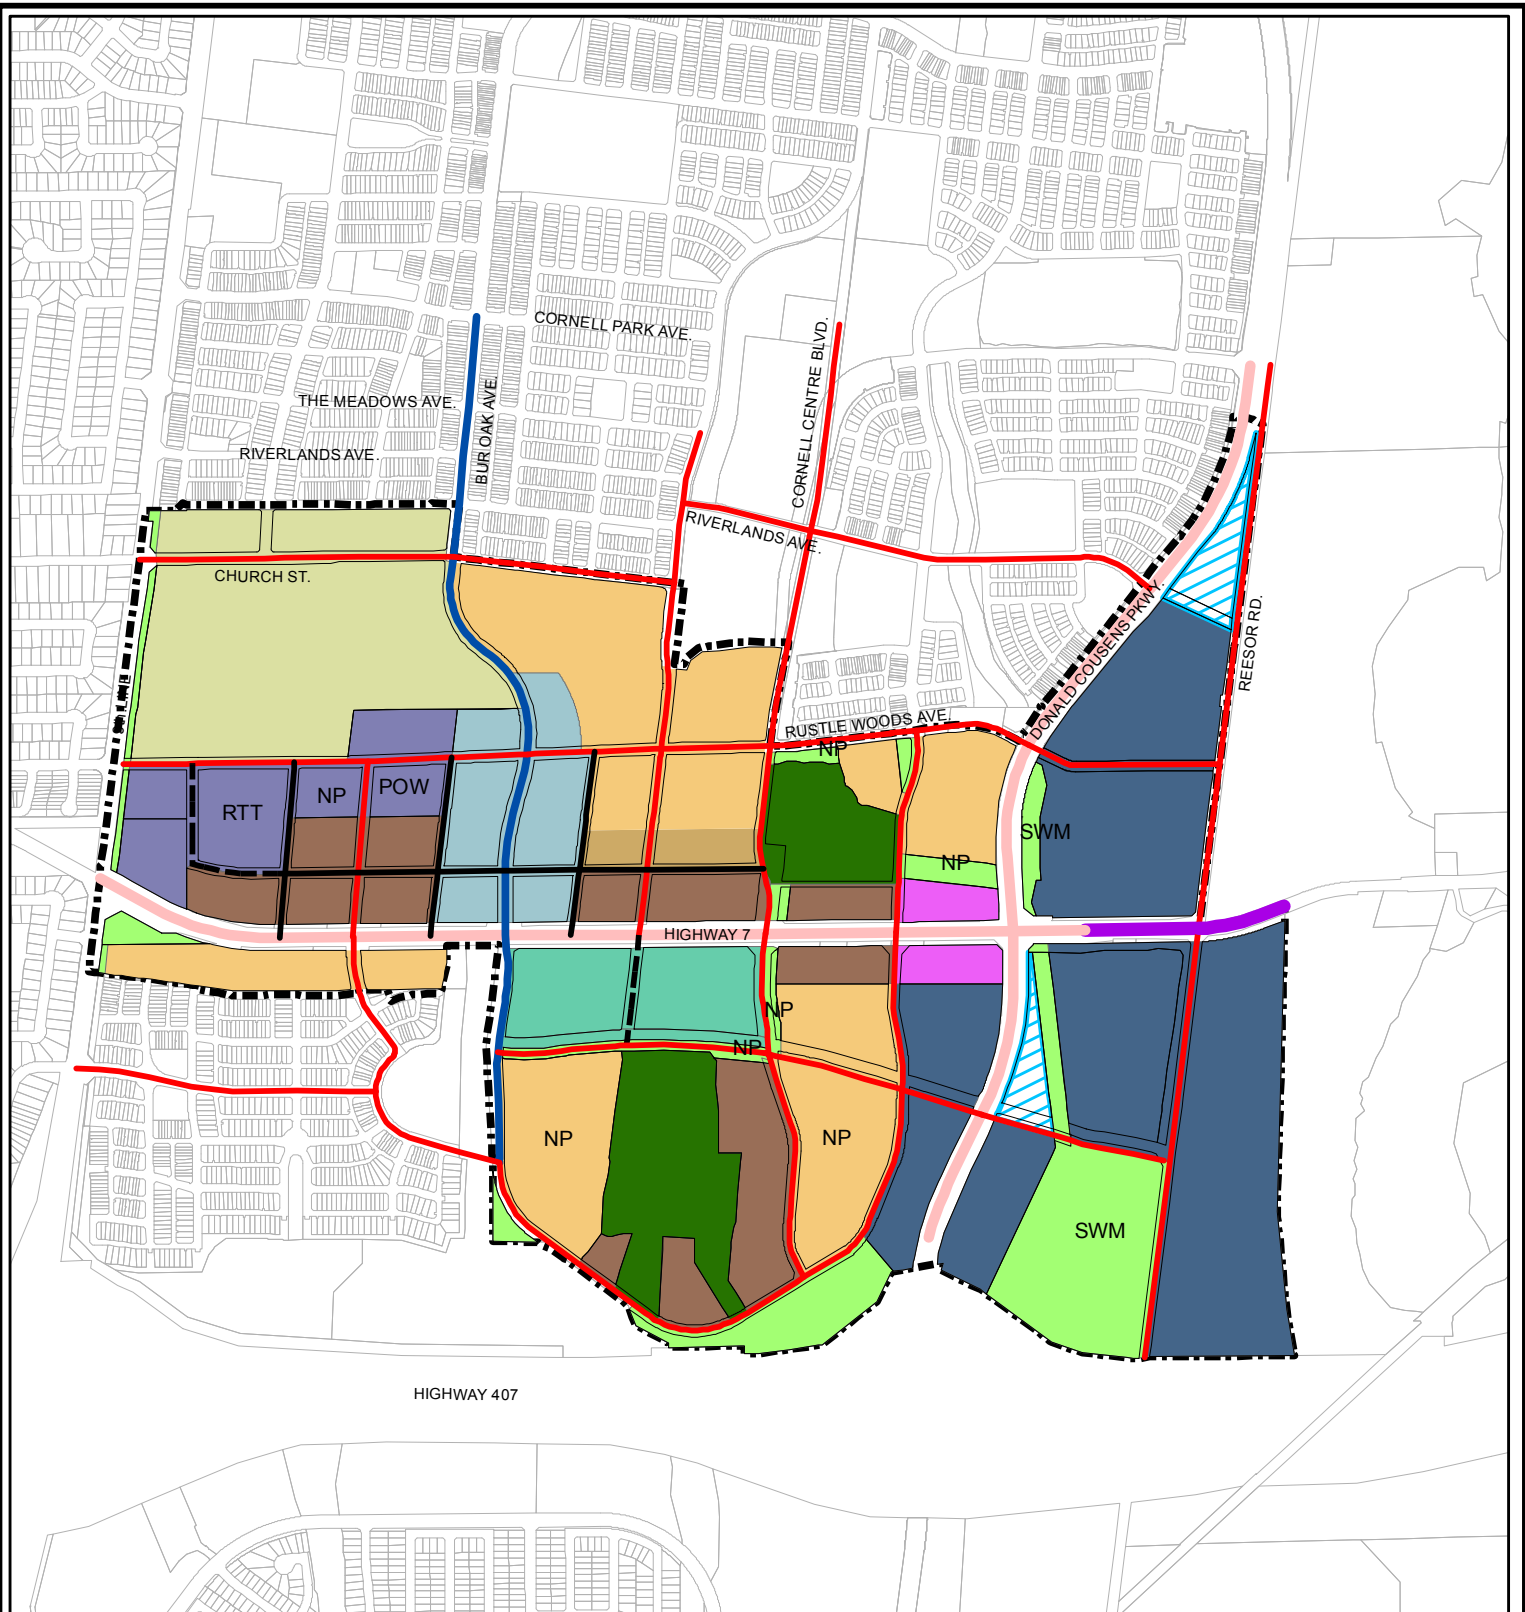 CORNELL PARK AVE.
CORNELL CENTRE BLVD.
THE MEADOWS AVE.
BUR OAK AVE.
RIVERLANDS AVE.
RIVERLANDS AVE.
CHURCH ST.
DONALD COUSENS PKWY.
REESOR RD.
RUSTLE WOODS AVE.
NP
RTT
NP
POW
SWM
NP
HIGHWAY 7
NP
NP
NP
NP
SWM
HIGHWAY 407